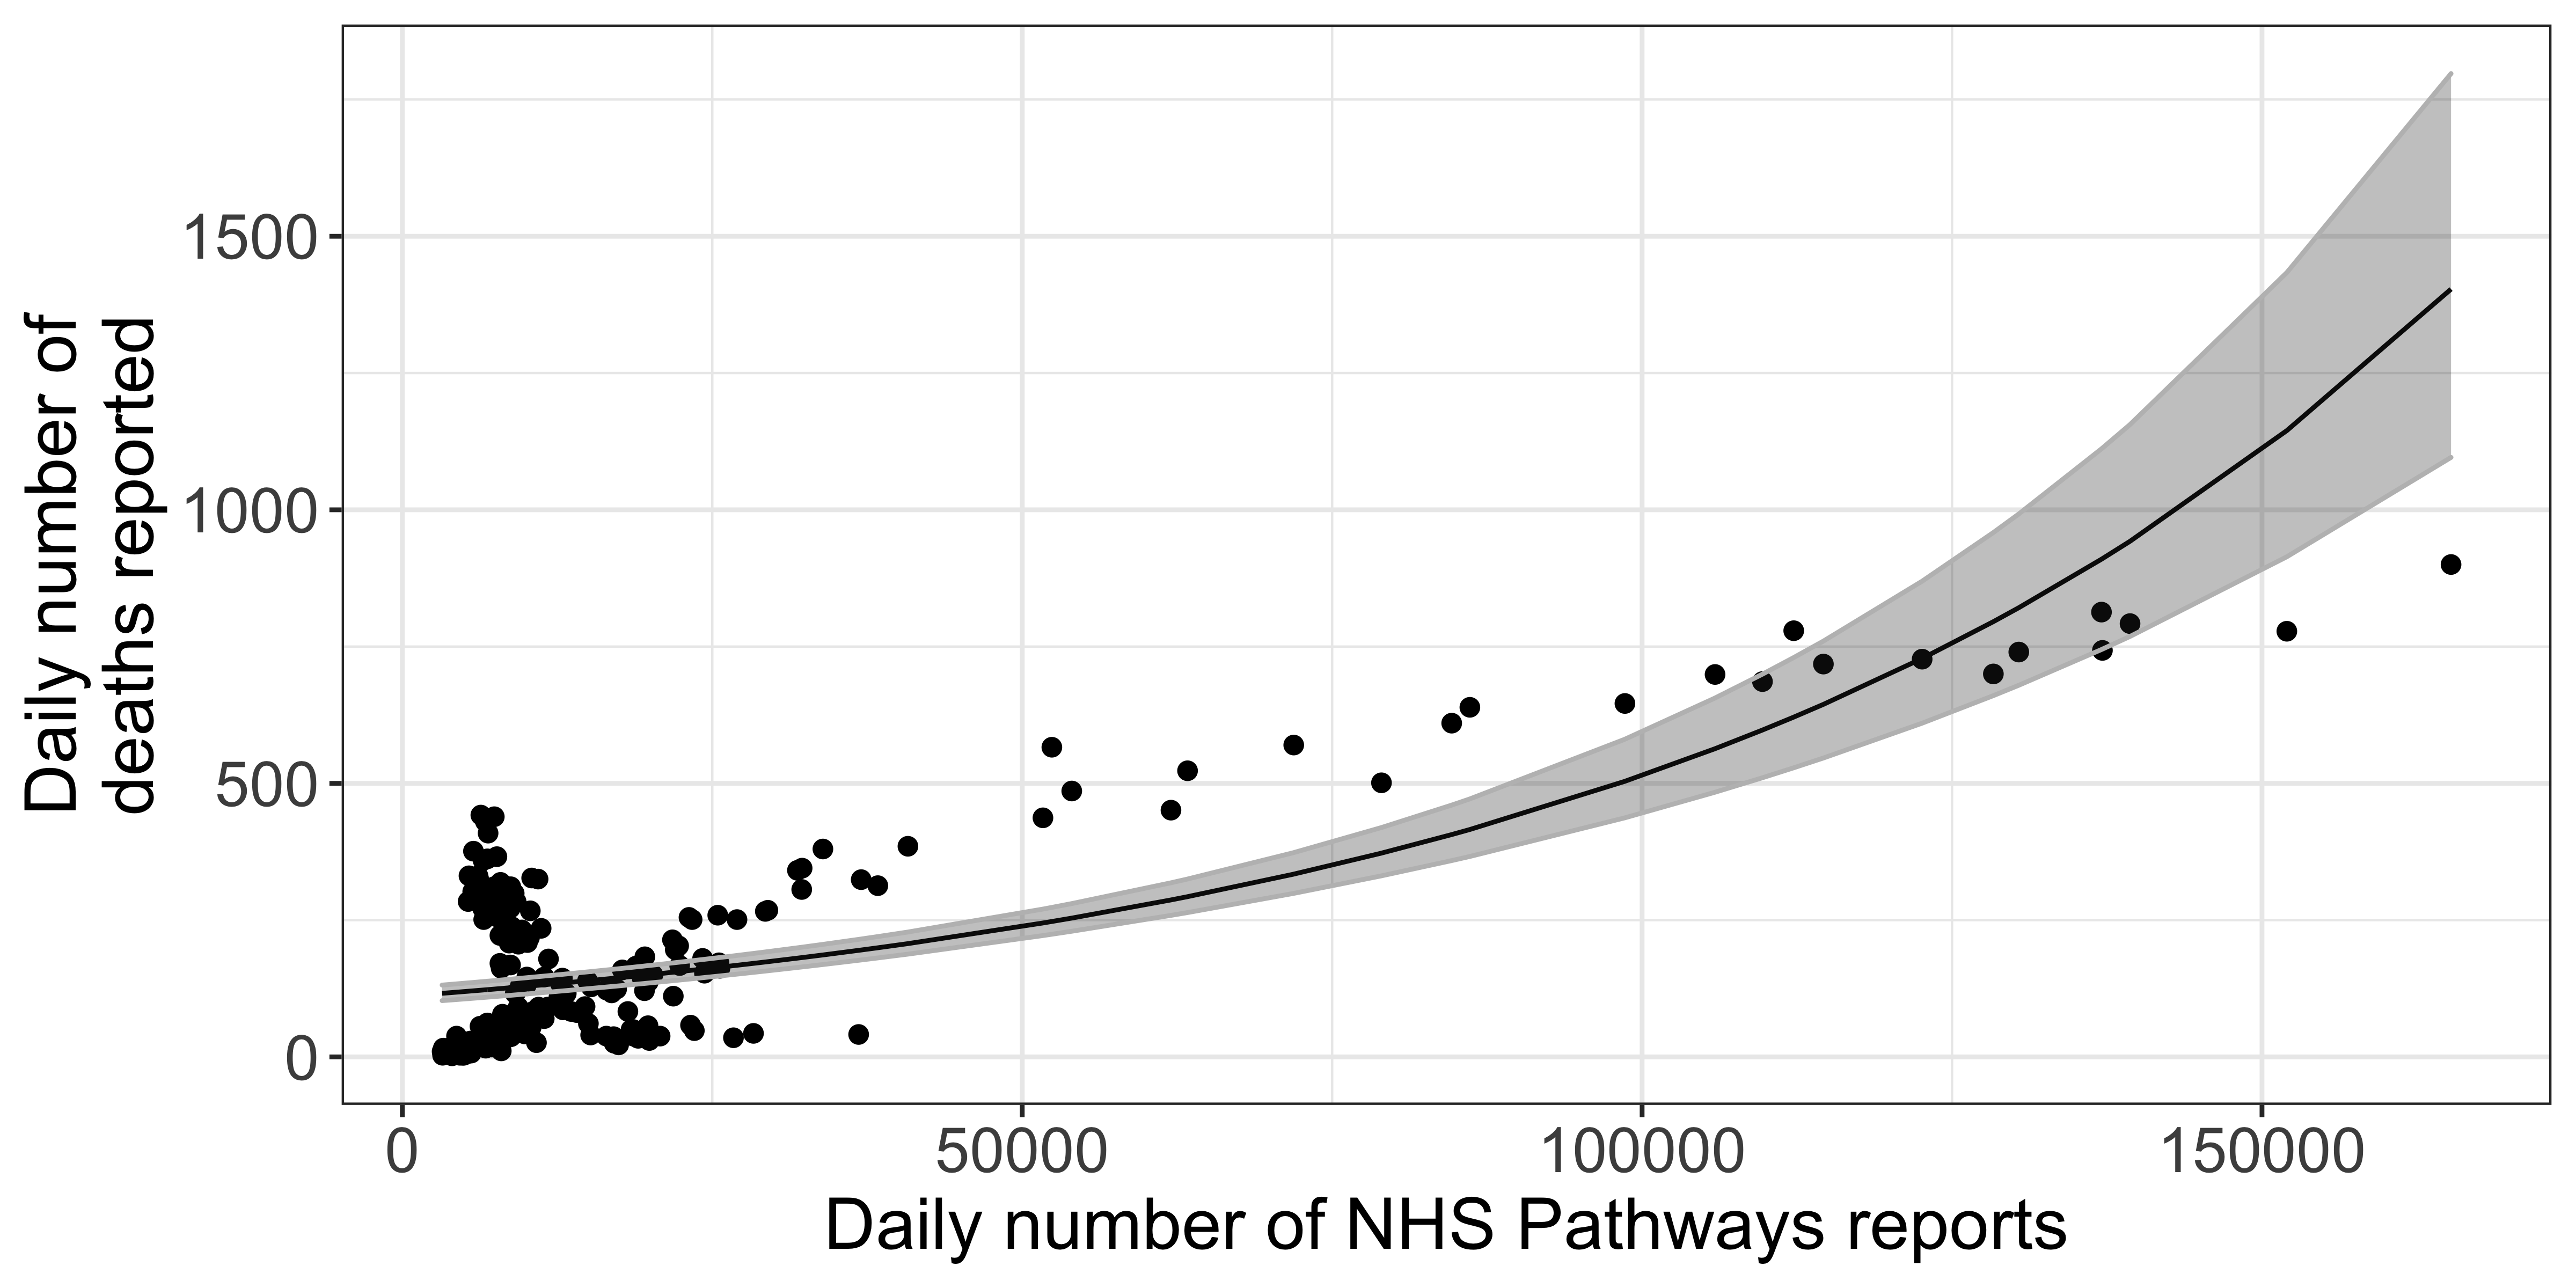 Daily number of
deaths reported
1500
1000
500
0
0 50000 100000 150000
Daily number of NHS Pathways reports